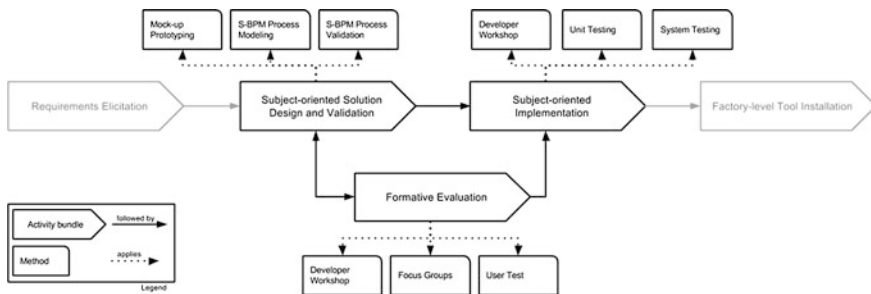 Mock-up
Prototyping
S-BPM Process
Modeling
S-BPM Process
Validation
Developer
Workshop
Unit Testing
System Testing
Requirements Elicitation
Subject-oriented Solution
Design and Validation
Subject-oriented
Implementation
Factory-level Tool Installation
Formative Evaluation
Activity bundle
followed by
Method
applies
Legend
Developer
Workshop
Focus Groups
User Test